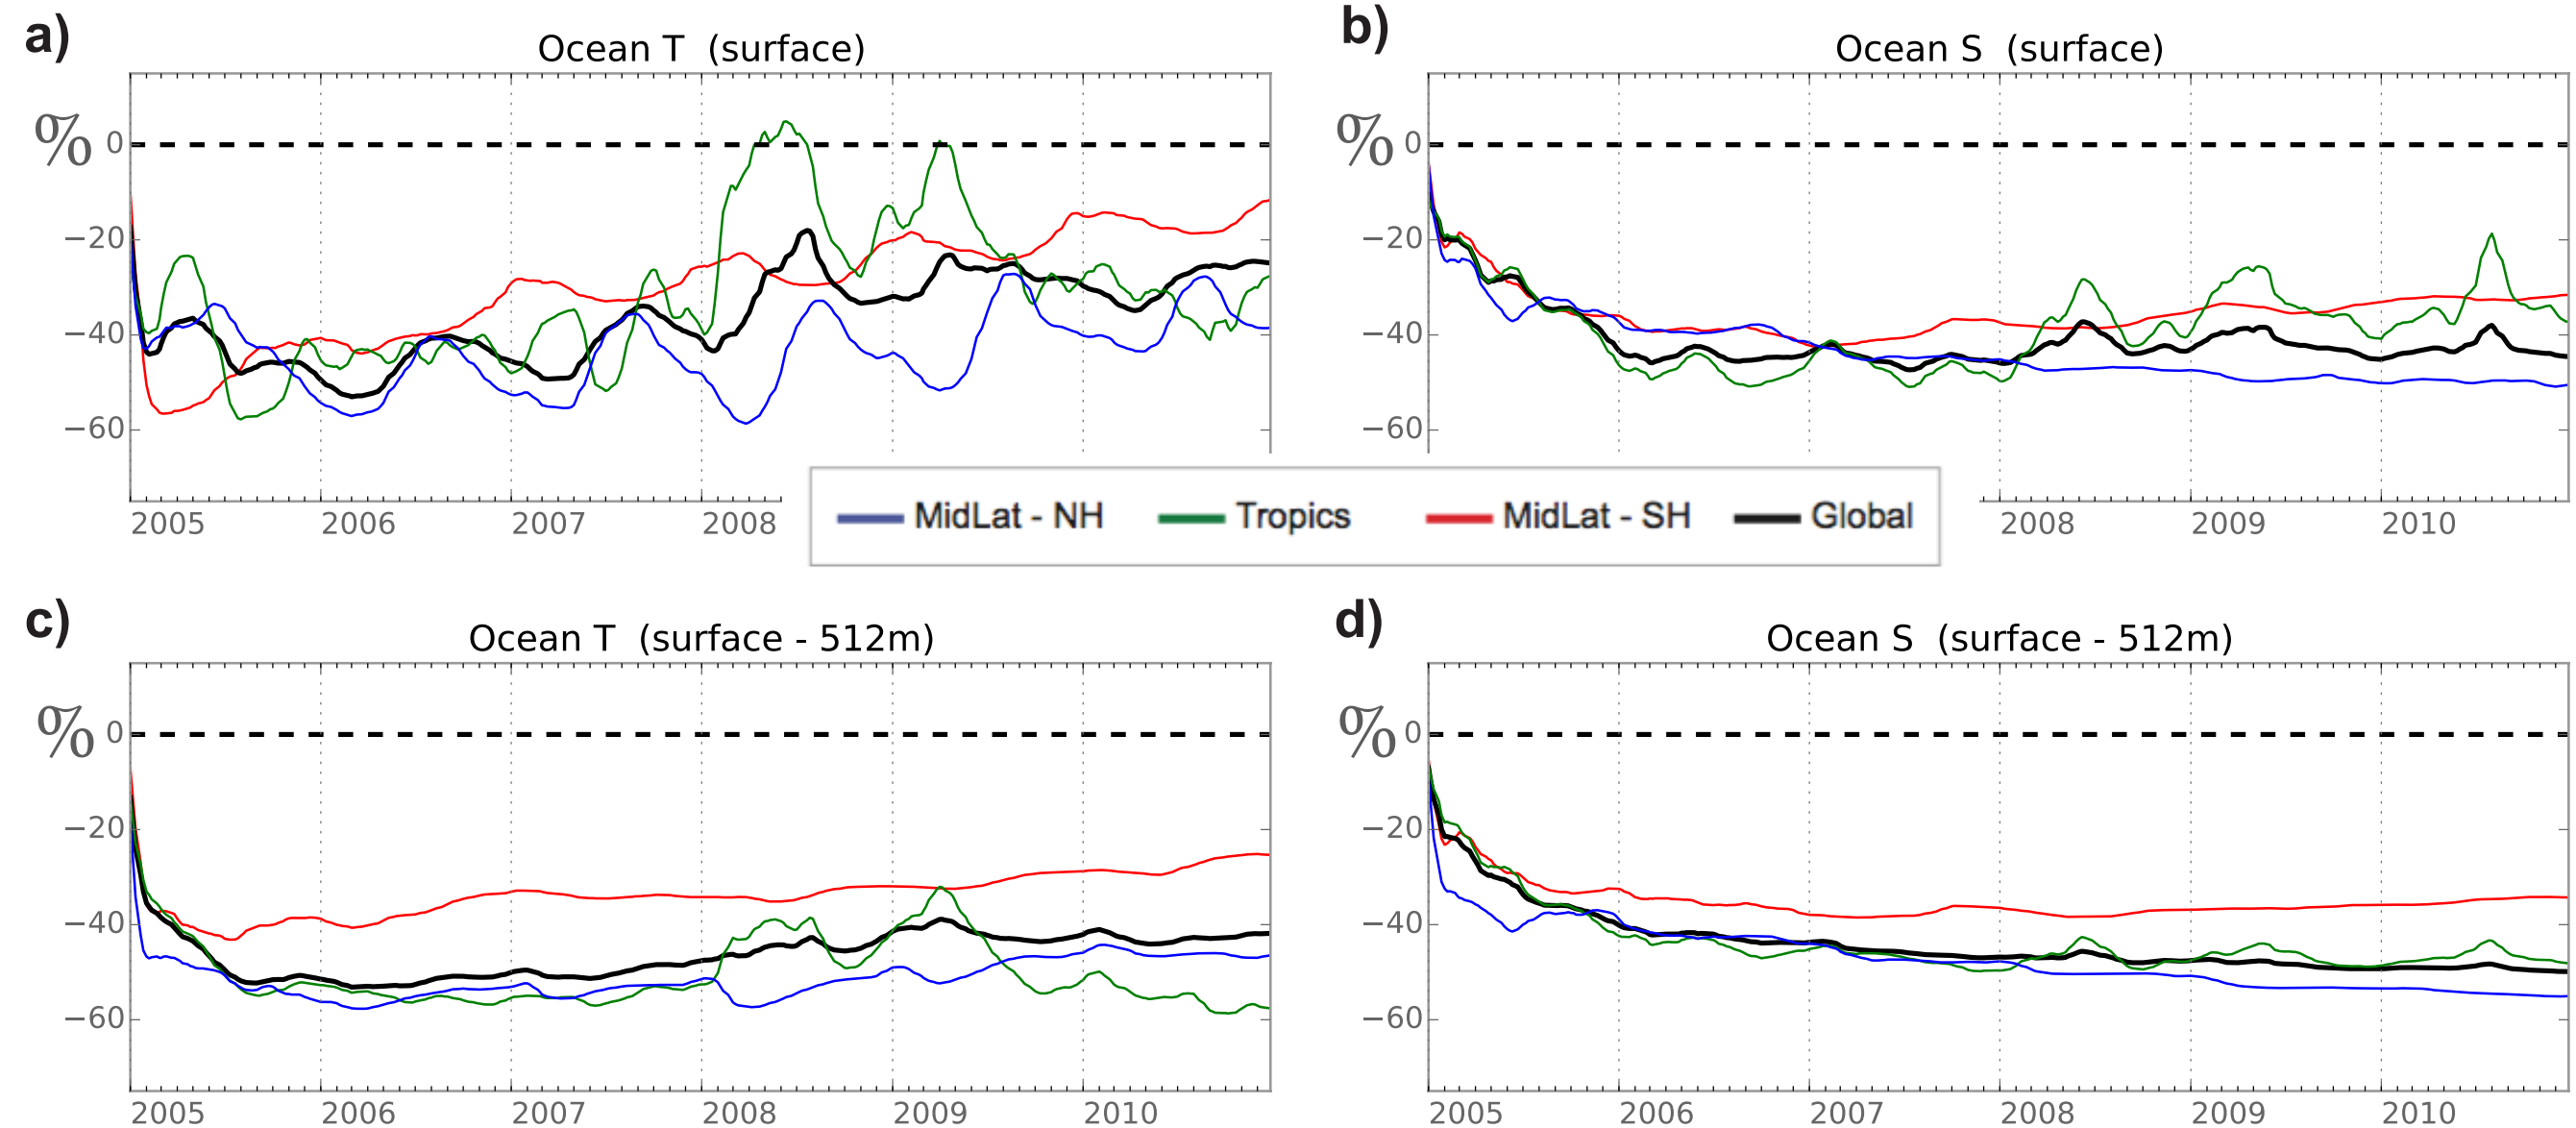 a)
Ocean T (surface)
% 0
−20
−40
−60
2005 2006 2007 2008
b)
Ocean S (surface)
% 0
−20
−40
−60
2008 2009 2010
MidLat - NH Tropics MidLat - SH Global
c)
Ocean T (surface - 512m)
% 0
−20
−40
−60
2005 2006 2007 2008 2009 2010
d)
Ocean S (surface - 512m)
% 0
−20
−40
−60
2005 2006 2007 2008 2009 2010